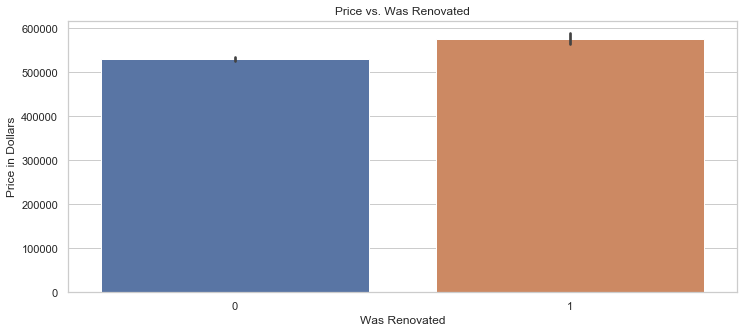 Price vs. Was Renovated
600000
500000
400000
300000
200000
100000
0
Price in Dollars
0 1
Was Renovated